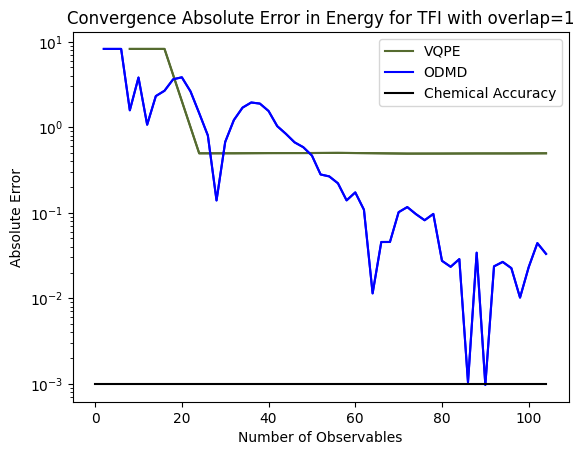 Convergence Absolute Error in Energy for TFI with overlap=1
VQPE
ODMD
Chemical Accuracy
Absolute Error
10¹
10⁰
10⁻¹
10⁻²
10⁻³
0 20 40 60 80 100
Number of Observables